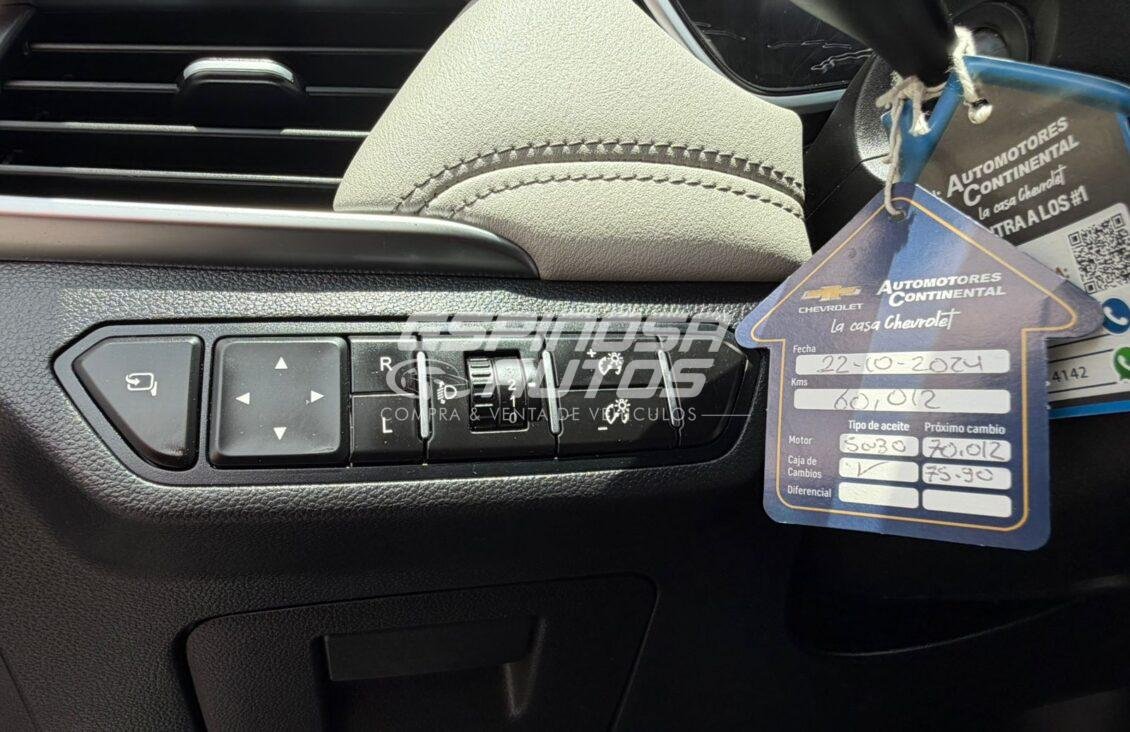 AUTOMOTORES
CONTINENTAL
la casa Chevrolet
NTRA A LOS #1
4142
CHEVROLET
AUTOMOTORES
CONTINENTAL
la casa Chevrolet
Fecha
22-10-2024
Kms
60,012
Tipo de aceite Próximo cambio
Motor 5W30 70,012
Caja de
Cambios 75.90
Diferencial
R
L
3
2
1
0
+
-
ESPINOSA
AUTOS
COMPRA & VENTA DE VEHÍCULOS